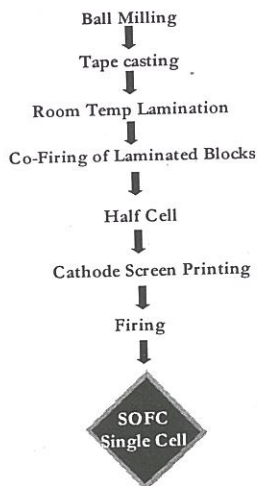 Ball Milling
Tape casting
Room Temp Lamination
Co-Firing of Laminated Blocks
Half Cell
Cathode Screen Printing
Firing
SOFC
Single Cell